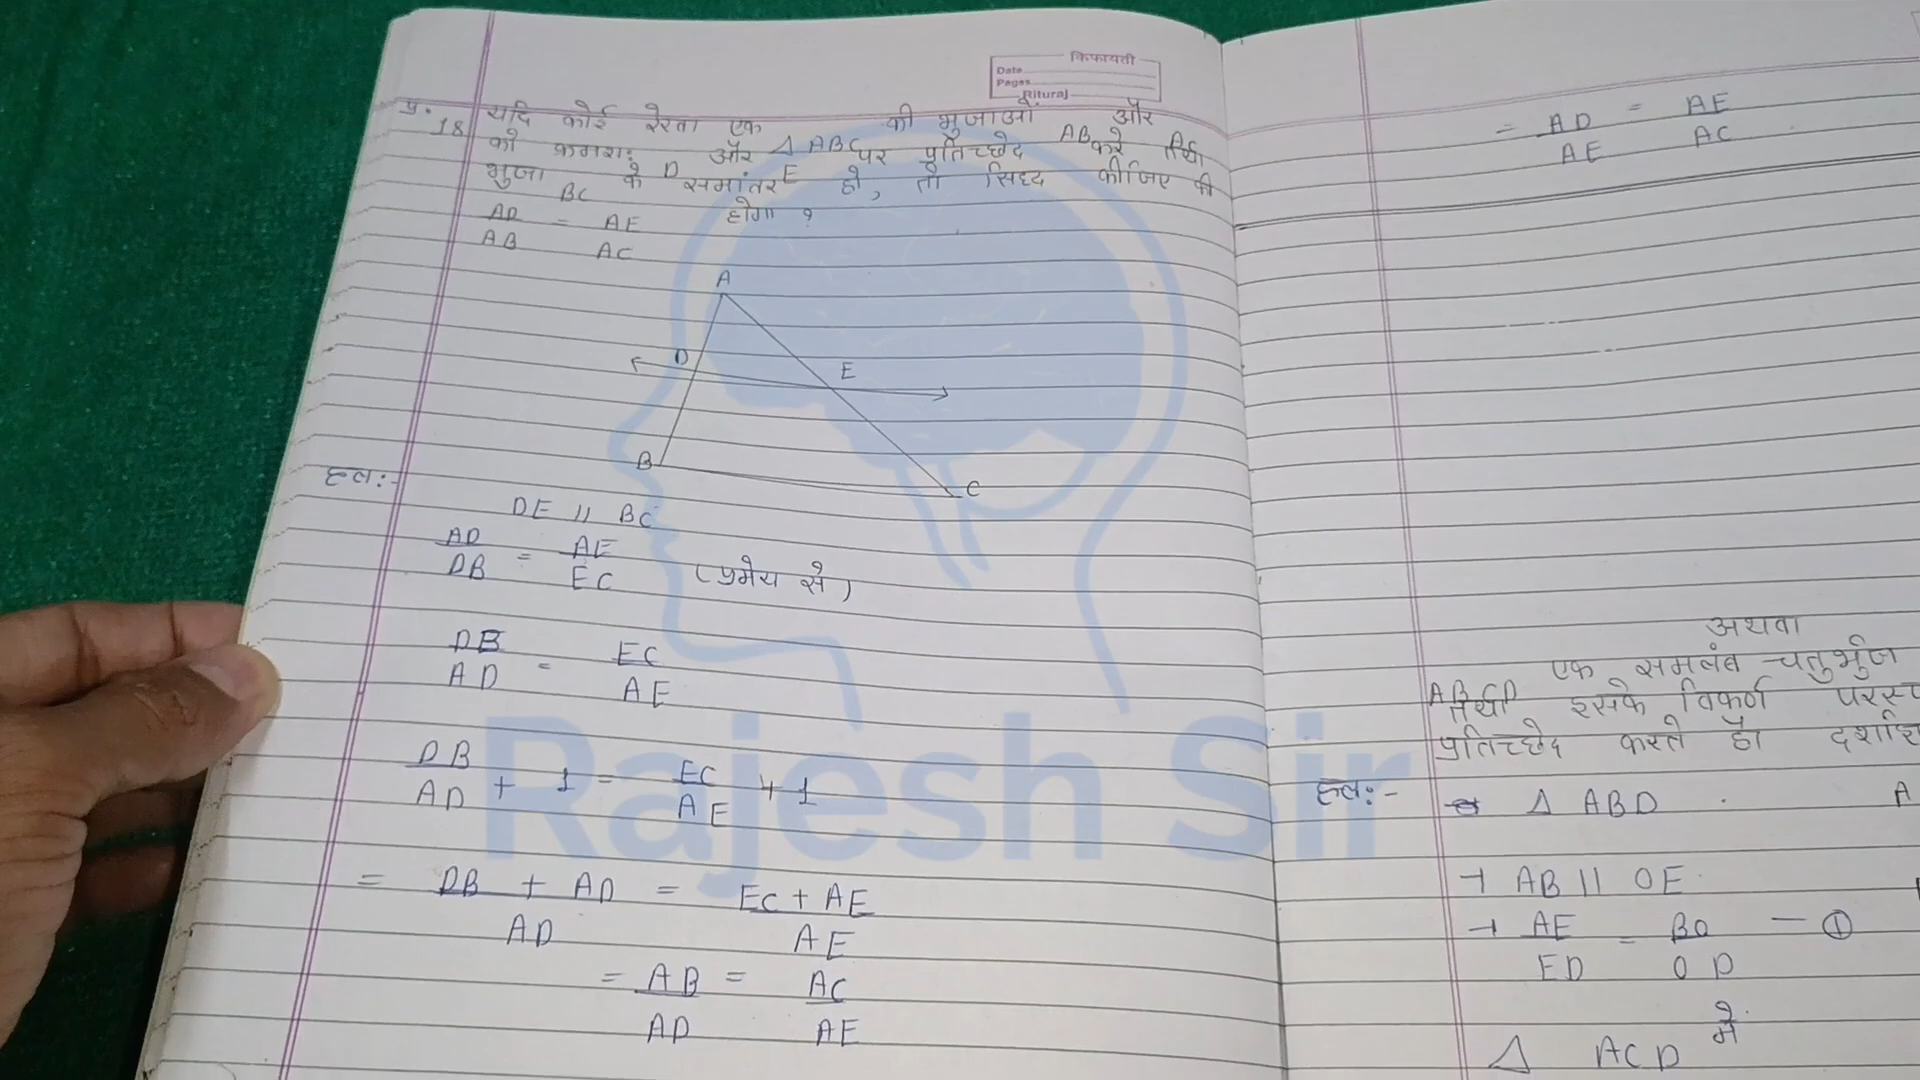 किफायती
Date
Pages
Rituraj
प्र. 18 यदि कोई रेखा एक △ ABC की भुजाओं AB और
को क्रमश: D और E पर प्रतिच्छेद करे तथा
भुजा BC के समांतर हो, तो सिध्द कीजिए की
AD = AE होगा ?
AB AC
A
D
E
B
C
हल:-
DE || BC
AD = AE
DB EC (प्रमेय से)
DB = EC
AD AE
DB + 1 = EC + 1
AD AE
= DB + AD = EC + AE
AD AE
= AB = AC
AD AE
= AD = AE
AE AC
अथवा
एक समलंब चतुर्भुज
ABCD तथा इसके विकर्ण
प्रतिच्छेद करते हों
हल:- △ ABD . A
→ AB || OE
→ AE = BO — ①
ED OD
△ ACD में
Rajesh Sir